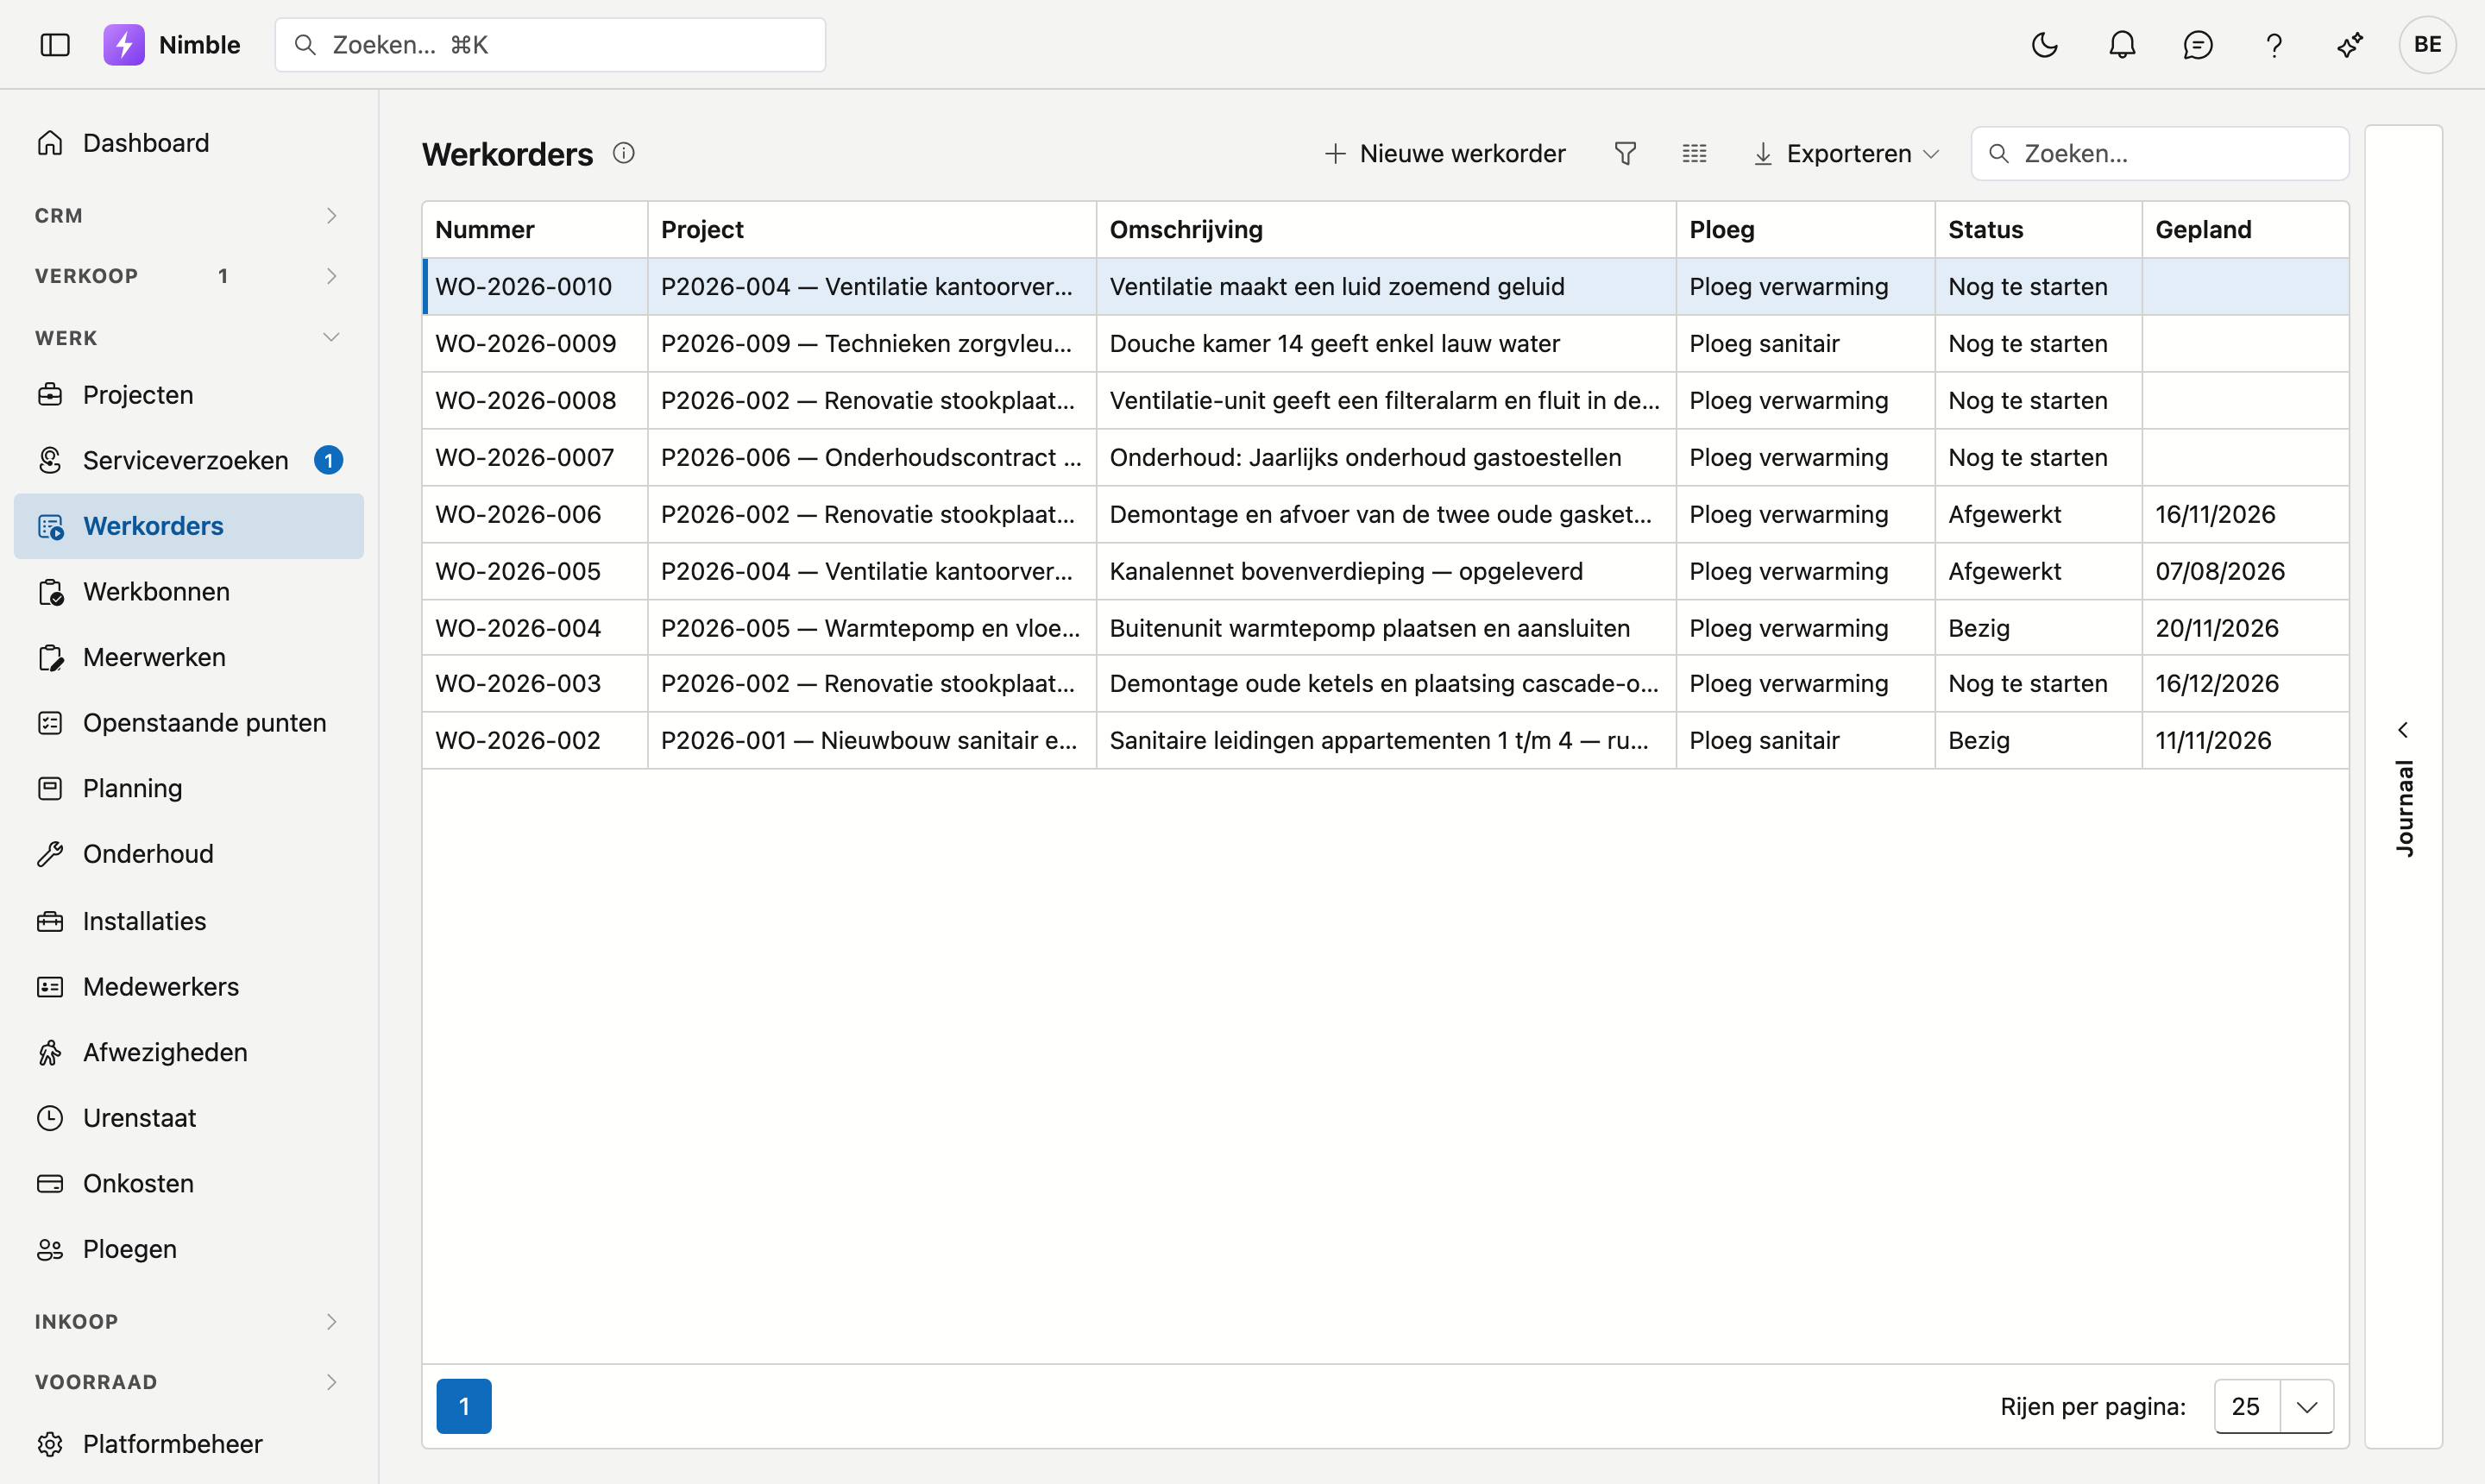 Nimble
Zoeken... ⌘K
BE
Dashboard
CRM
VERKOOP 1
WERK
Projecten
Serviceverzoeken 1
Werkorders
Werkbonnen
Meerwerken
Openstaande punten
Planning
Onderhoud
Installaties
Medewerkers
Afwezigheden
Urenstaat
Onkosten
Ploegen
INKOOP
VOORRAAD
Platformbeheer
Werkorders
Nieuwe werkorder
Exporteren
Zoeken...
Nummer Project Omschrijving Ploeg Status Gepland
WO-2026-0010 P2026-004 — Ventilatie kantoorver... Ventilatie maakt een luid zoemend geluid Ploeg verwarming Nog te starten
WO-2026-0009 P2026-009 — Technieken zorgvleu... Douche kamer 14 geeft enkel lauw water Ploeg sanitair Nog te starten
WO-2026-0008 P2026-002 — Renovatie stookplaat... Ventilatie-unit geeft een filteralarm en fluit in de... Ploeg verwarming Nog te starten
WO-2026-0007 P2026-006 — Onderhoudscontract ... Onderhoud: Jaarlijks onderhoud gastoestellen Ploeg verwarming Nog te starten
WO-2026-006 P2026-002 — Renovatie stookplaat... Demontage en afvoer van de twee oude gasket... Ploeg verwarming Afgewerkt 16/11/2026
WO-2026-005 P2026-004 — Ventilatie kantoorver... Kanalennet bovenverdieping — opgeleverd Ploeg verwarming Afgewerkt 07/08/2026
WO-2026-004 P2026-005 — Warmtepomp en vloe... Buitenunit warmtepomp plaatsen en aansluiten Ploeg verwarming Bezig 20/11/2026
WO-2026-003 P2026-002 — Renovatie stookplaat... Demontage oude ketels en plaatsing cascade-o... Ploeg verwarming Nog te starten 16/12/2026
WO-2026-002 P2026-001 — Nieuwbouw sanitair e... Sanitaire leidingen appartementen 1 t/m 4 — ru... Ploeg sanitair Bezig 11/11/2026
1
Rijen per pagina: 25
Journaal